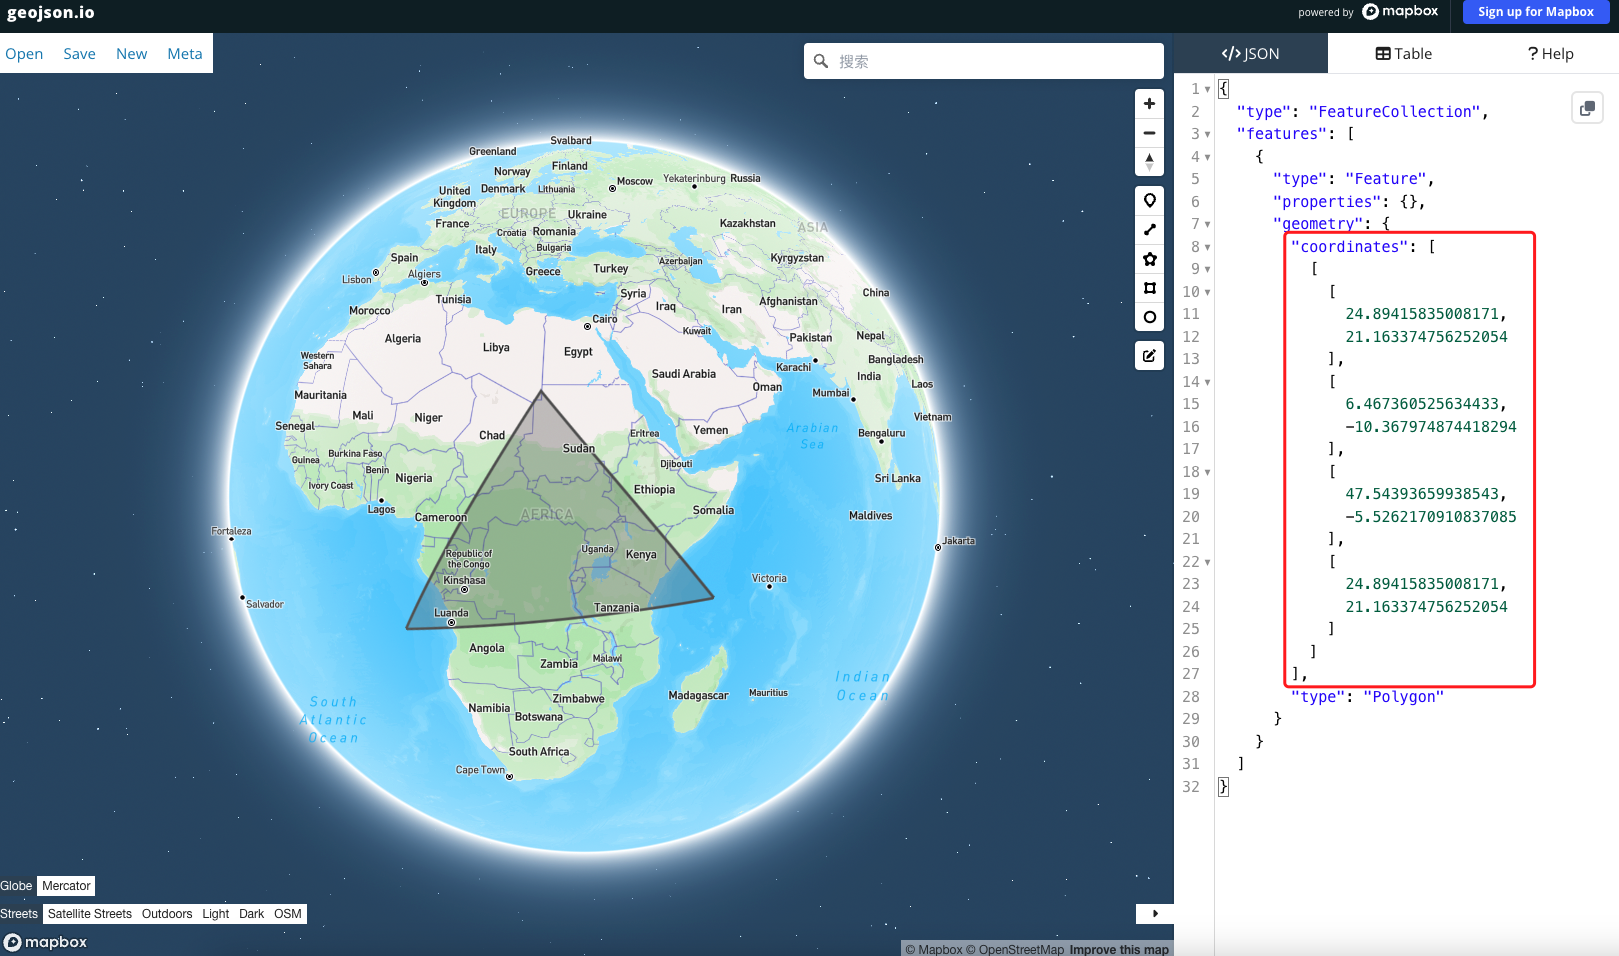 geojson.io
powered by mapbox
Sign up for Mapbox
Open Save New Meta
搜索
</> JSON
Table
? Help
Svalbard
Greenland
Norway
Finland
Yekaterinburg
Russia
Moscow
United Kingdom
Denmark
Lithuania
EUROPE
Ukraine
France
Croatia
Romania
Kazakhstan
ASIA
Italy
Bulgaria
Spain
Azerbaijan
Kyrgyzstan
Lisbon
Algiers
Greece
Turkey
Tunisia
Syria
China
Morocco
Iraq
Iran
Afghanistan
Cairo
Kuwait
Algeria
Libya
Egypt
Pakistan
Nepal
Western Sahara
Bangladesh
Karachi
Saudi Arabia
India
Laos
Oman
Mumbai
Mauritania
Mali
Niger
Vietnam
Senegal
Chad
Eritrea
Yemen
Arabian Sea
Bengaluru
Sudan
Guinea
Burkina Faso
Benin
Djibouti
Nigeria
Ivory Coast
Ethiopia
Sri Lanka
Lagos
Cameroon
AFRICA
Somalia
Maldives
Fortaleza
Jakarta
Republic of the Congo
Uganda
Kenya
Kinshasa
Victoria
Salvador
Luanda
Tanzania
Angola
Zambia
Malawi
Indian Ocean
South Atlantic Ocean
Madagascar
Mauritius
Zimbabwe
Namibia
Botswana
South Africa
Cape Town
Globe Mercator
Streets Satellite Streets Outdoors Light Dark OSM
mapbox
© Mapbox © OpenStreetMap Improve this map
1 {
2 "type": "FeatureCollection",
3 "features": [
4 {
5 "type": "Feature",
6 "properties": {},
7 "geometry": {
8 "coordinates": [
9 [
10 [
11 24.89415835008171,
12 21.163374756252054
13 ],
14 [
15 6.467360525634433,
16 -10.367974874418294
17 ],
18 [
19 47.54393659938543,
20 -5.5262170910837085
21 ],
22 [
23 24.89415835008171,
24 21.163374756252054
25 ]
26 ]
27 ],
28 "type": "Polygon"
29 }
30 }
31 ]
32 }